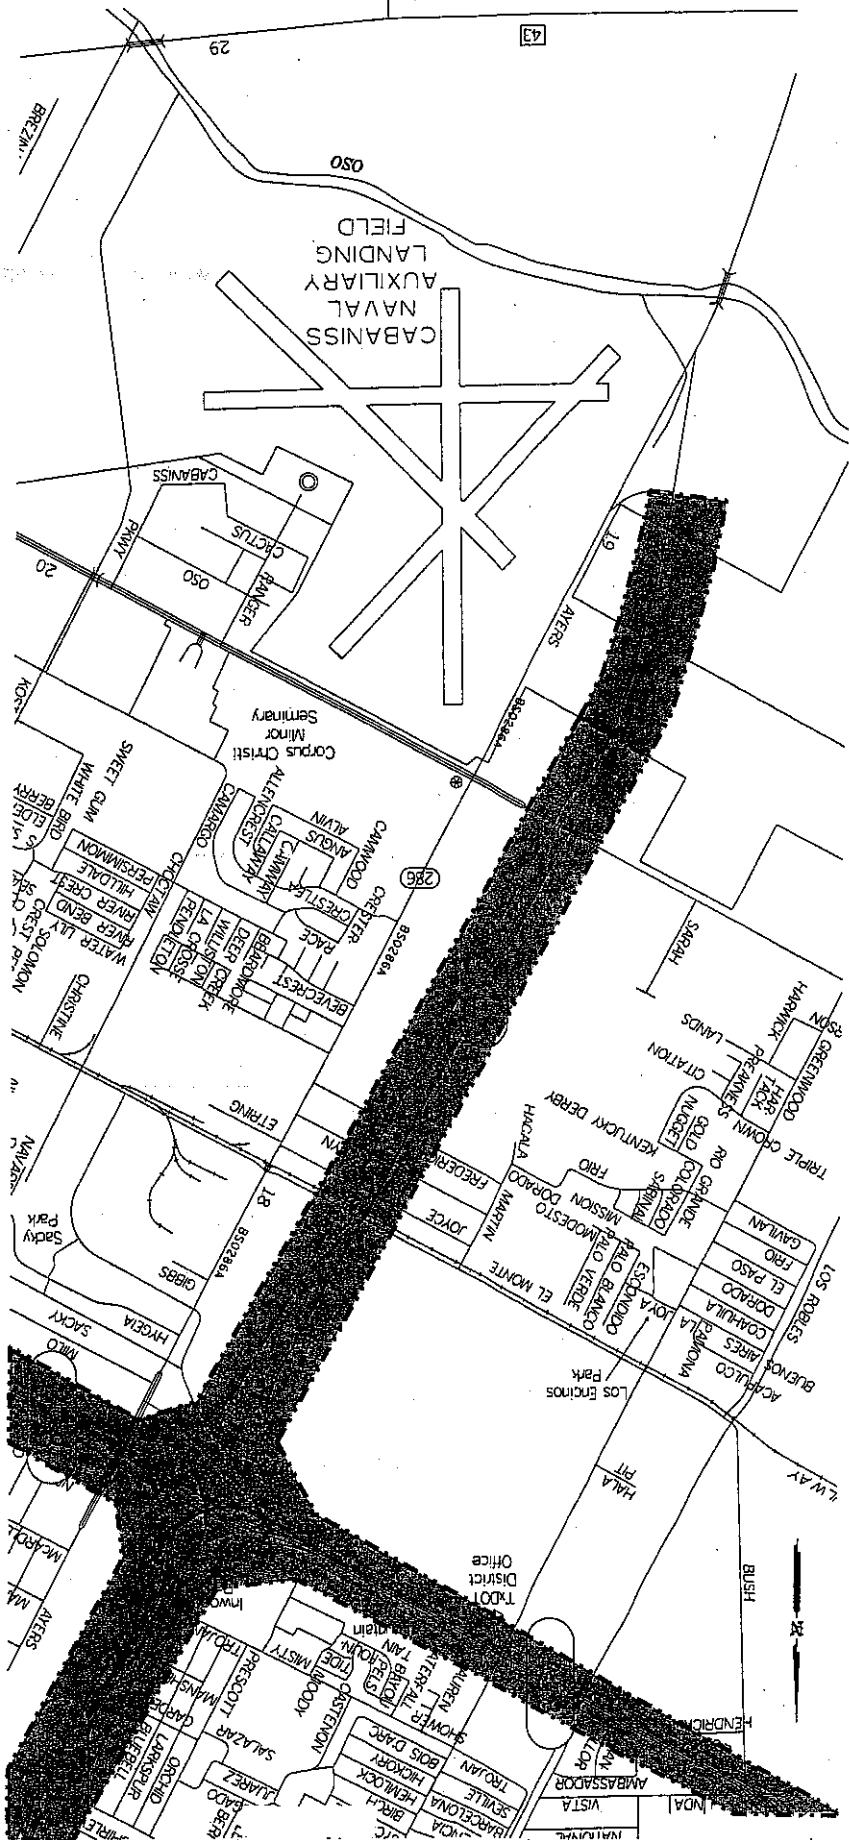 NATIONAL
VISTA
AMBASSADOR
HENDRICK
BARCELONA
SEVILLE
TROJAN
BIRCH
HEMLOCK
HICKORY
BOIS D'ARC
SHOWER
JUAREZ
SALAZAR
ORCHID
LARKSPUR
BLUEBELL
CASTENON
MOODY
MISTY
TIDE
PRESCOTT
TROJAN
BUSH
N
TxDOT
District
Office
AYERS
HALA
PIT
Los Encinos
Park
ACAPULCO
BUENOS
AIRES
COAHUILA
DORADO
EL PASO
FRIO
GAVILAN
LOS ROBLES
RAMONA
JOYA
ESCONDIDO
PALO BLANCO
PALO VERDE
EL MONTE
MODESTO
MISSION
DORADO
FRIO
SABINAL
COLORADO
RIO GRANDE
MILO
SACKY
HYGEIA
GIBBS
Sacky
Park
BS0286A
18
JOYCE
MARTIN
HACALA
FREDERIC
ETRING
TRIPLE CROWN
GOLD
NUGGET
KENTUCKY DERBY
GREENWOOD
HAR-
TACK
PREAKNESS
CITATION
LANDS
HARWICK
SARAH
CHRISTINE
SOLOMON
BEVECREST
BEARDMORE
DEER CREEK
WILLISTON
LA CROSSE
PENDLETON
CHOCTAW
WATER LILY
RIVER BEND
RIVER CREST
HILLDALE
PERSIMMON
RACE
CRESTER
BS0286A
286
CAMWOOD
ALVIN
ANGUS
CALLAWAY
ALLENCREST
CAMARGO
WHITE BIRD
SWEET GUM
Corpus Christi
Minor
Seminary
BS0286A
AYERS
19
RANGER
OSO
CACTUS
CABANISS
PKWY
20
CABANISS
NAVAL
AUXILIARY
LANDING
FIELD
OSO
43
29